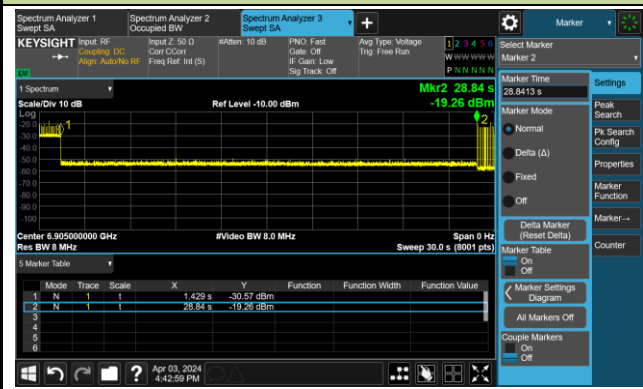 Spectrum Analyzer 1
Swept SA
Spectrum Analyzer 2
Occupied BW
Spectrum Analyzer 3
Swept SA
Marker
KEYSIGHT
Input: RF
Coupling: DC
Align: Auto/No RF
Input Z: 50 Ω
Corr CCorr
Freq Ref: Int (S)
#Atten: 10 dB
PNO: Fast
Gate: Off
IF Gain: Low
Sig Track: Off
Avg Type: Voltage
Trig: Free Run
1 2 3 4 5 6
W W W W W W
P N N N N N
Select Marker
Marker 2
1 Spectrum
Mkr2 28.84 s
Scale/Div 10 dB
Ref Level -10.00 dBm
-19.26 dBm
Log
-20.0
-30.0
-40.0
-50.0
-60.0
-70.0
-80.0
-90.0
-100
1
2
Center 6.905000000 GHz
#Video BW 8.0 MHz
Span 0 Hz
Res BW 8 MHz
Sweep 30.0 s (8001 pts)
5 Marker Table
Mode Trace Scale X Y Function Function Width Function Value
1 N 1 t 1.429 s -30.57 dBm
2 N 1 t 28.84 s -19.26 dBm
3
4
5
6
Marker Time
28.8413 s
Marker Mode
Normal
Delta (Δ)
Fixed
Off
Delta Marker
(Reset Delta)
Marker Table
On
Off
Marker Settings
Diagram
All Markers Off
Couple Markers
On
Off
Settings
Peak
Search
Pk Search
Config
Properties
Marker
Function
Marker→
Counter
?
Apr 03, 2024
4:42:59 PM